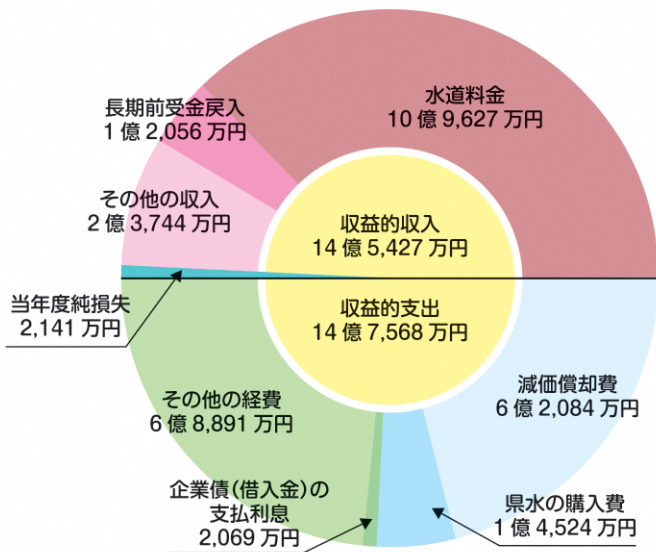 水道料金
10 億 9,627 万円
長期前受金戻入
1 億 2,056 万円
その他の収入
2 億 3,744 万円
収益的収入
14 億 5,427 万円
当年度純損失
2,141 万円
収益的支出
14 億 7,568 万円
減価償却費
6 億 2,084 万円
その他の経費
6 億 8,891 万円
企業債(借入金)の
支払利息
2,069 万円
県水の購入費
1 億 4,524 万円